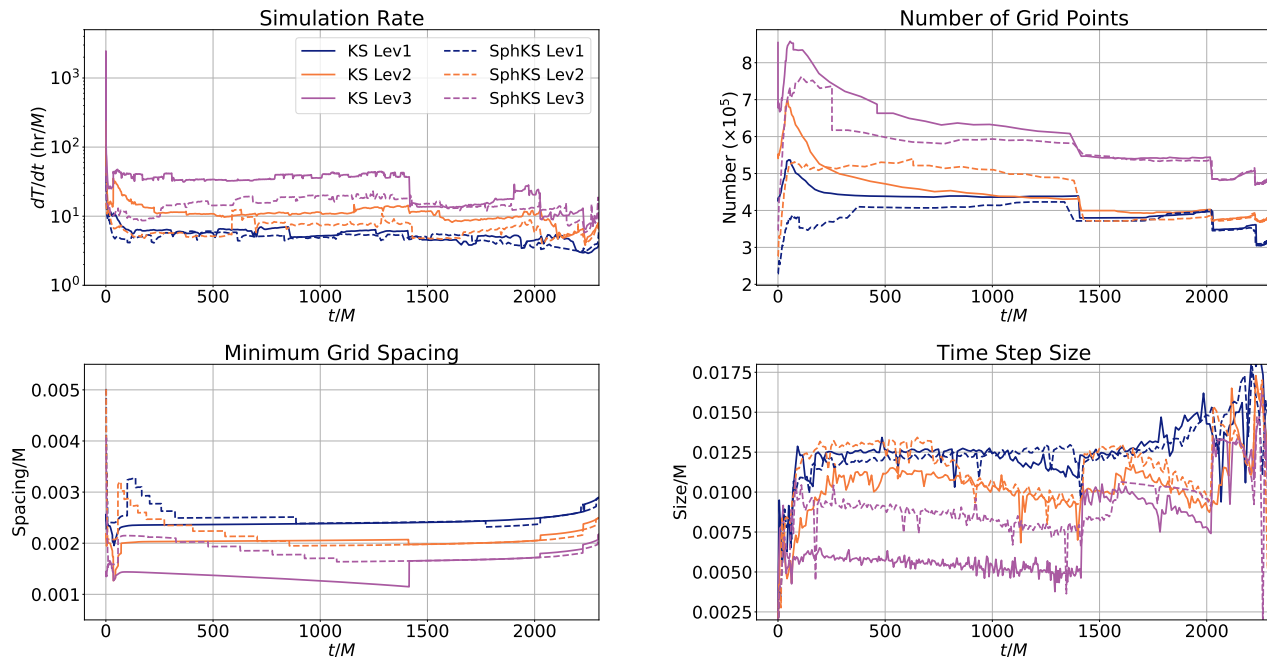 Simulation Rate
dT/dt (hr/M)
10³
10²
10¹
10⁰
KS Lev1
KS Lev2
KS Lev3
SphKS Lev1
SphKS Lev2
SphKS Lev3
0 500 1000 1500 2000
t/M
Number of Grid Points
Number (×10⁵)
8
7
6
5
4
3
2
0 500 1000 1500 2000
t/M
Minimum Grid Spacing
Spacing/M
0.005
0.004
0.003
0.002
0.001
0 500 1000 1500 2000
t/M
Time Step Size
Size/M
0.0175
0.0150
0.0125
0.0100
0.0075
0.0050
0.0025
0 500 1000 1500 2000
t/M